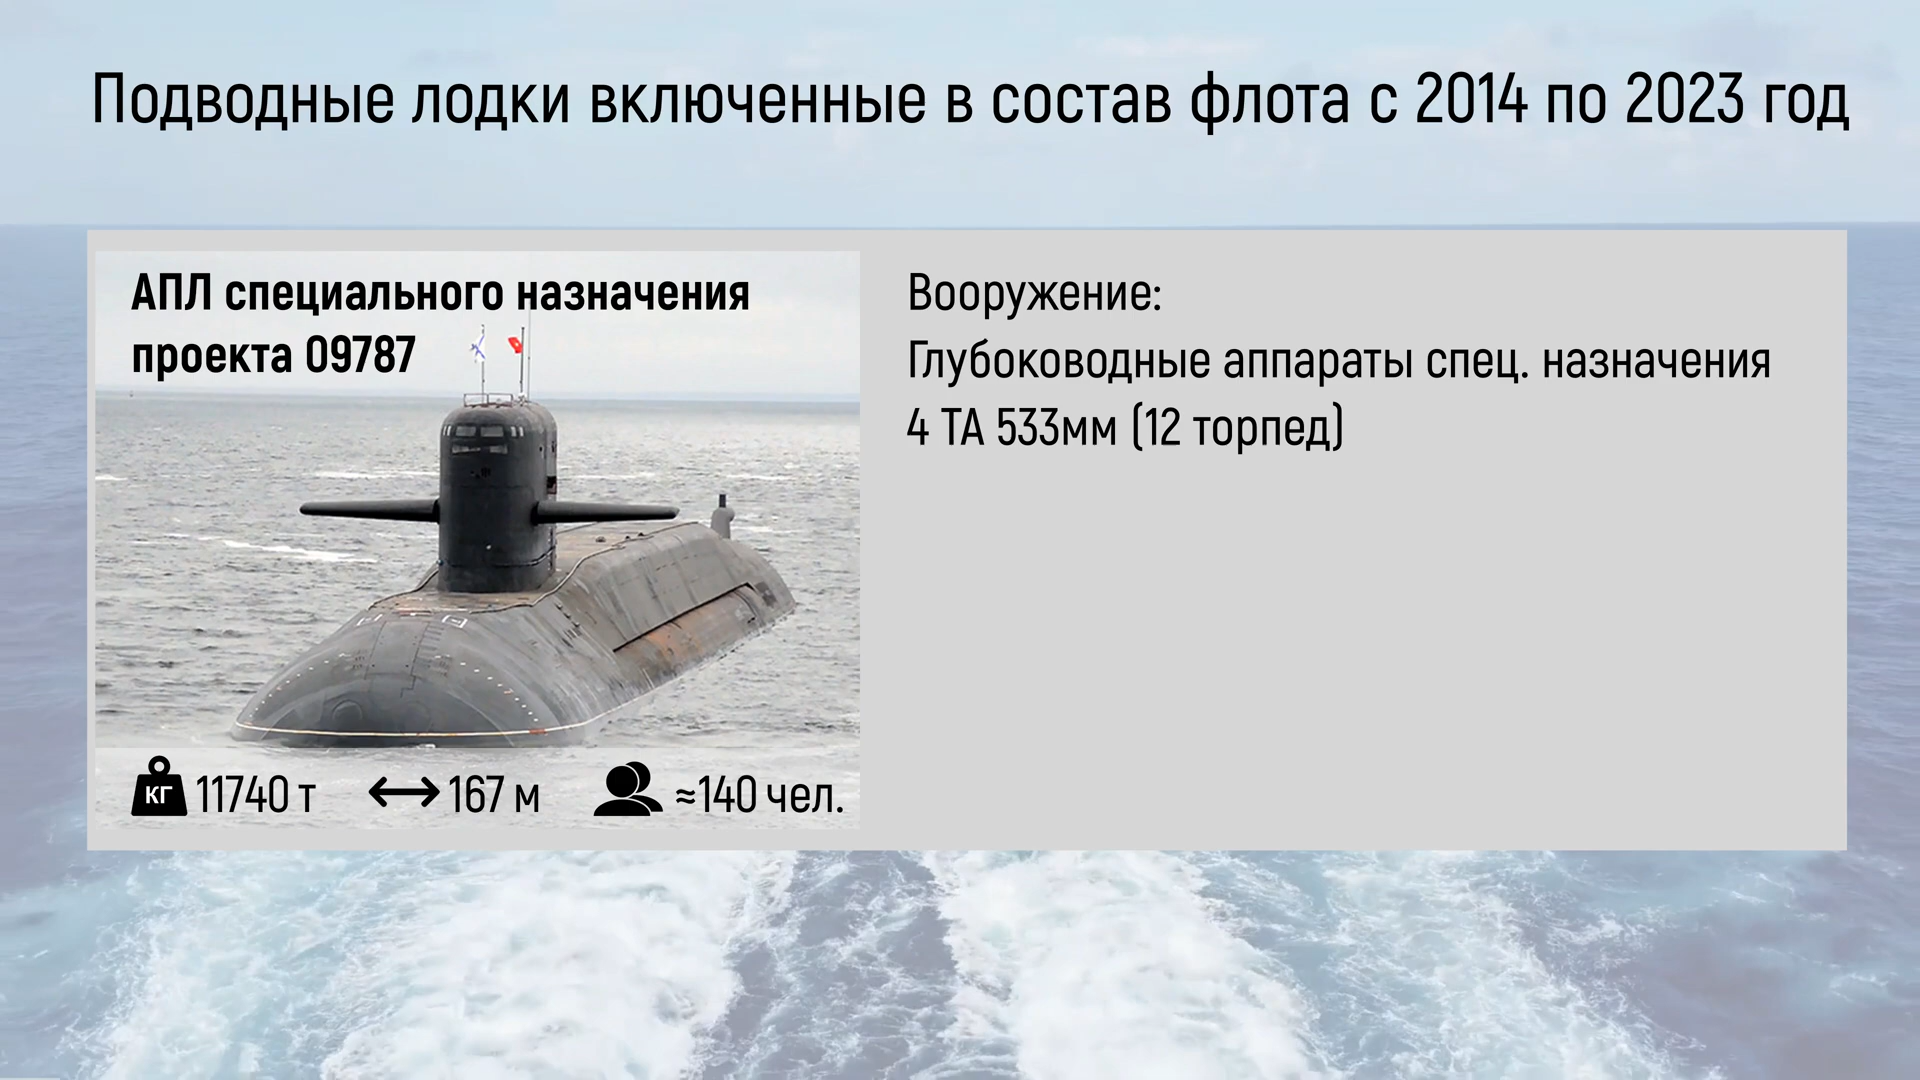 Подводные лодки включенные в состав флота с 2014 по 2023 год
АПЛ специального назначения
проекта 09787
КГ 11740 т
167 м
≈140 чел.
Вооружение:
Глубоководные аппараты спец. назначения
4 ТА 533мм (12 торпед)